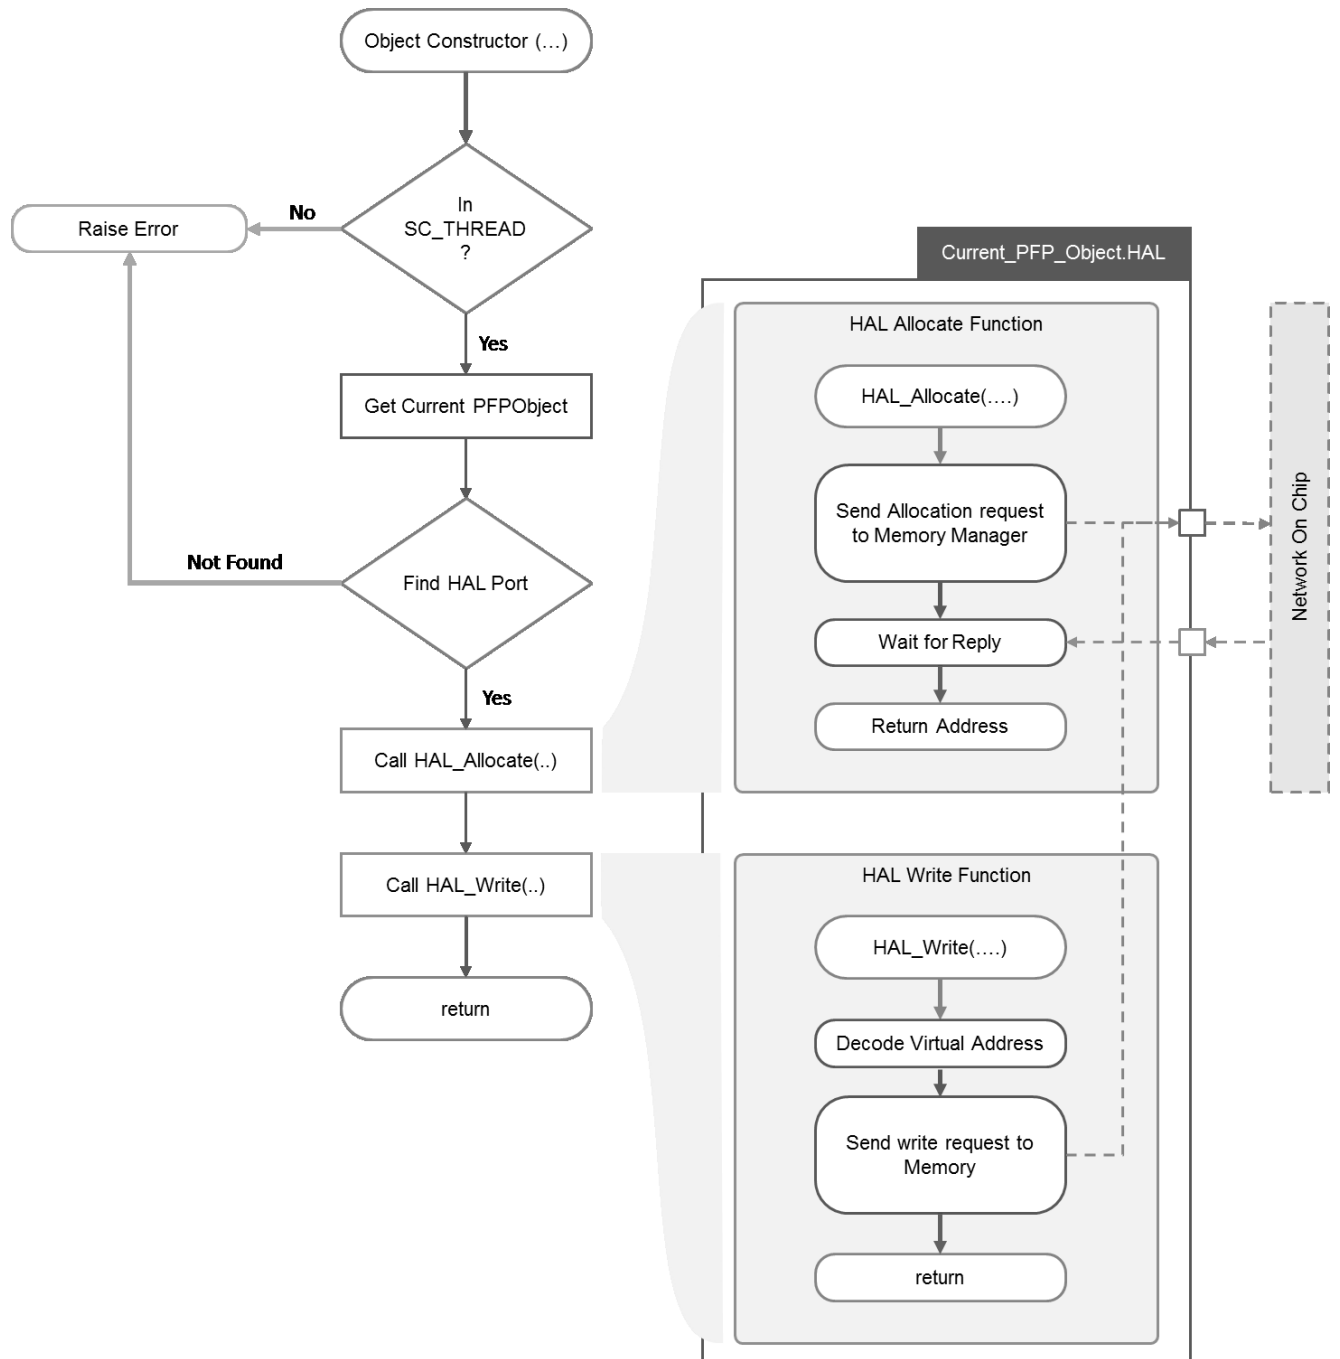 Object Constructor (...)
In
SC_THREAD
?
No
Raise Error
Yes
Get Current PFPObject
Find HAL Port
Not Found
Yes
Call HAL_Allocate(..)
Call HAL_Write(..)
return
Current_PFP_Object.HAL
HAL Allocate Function
HAL_Allocate(....)
Send Allocation request
to Memory Manager
Wait for Reply
Return Address
HAL Write Function
HAL_Write(....)
Decode Virtual Address
Send write request to
Memory
return
Network On Chip